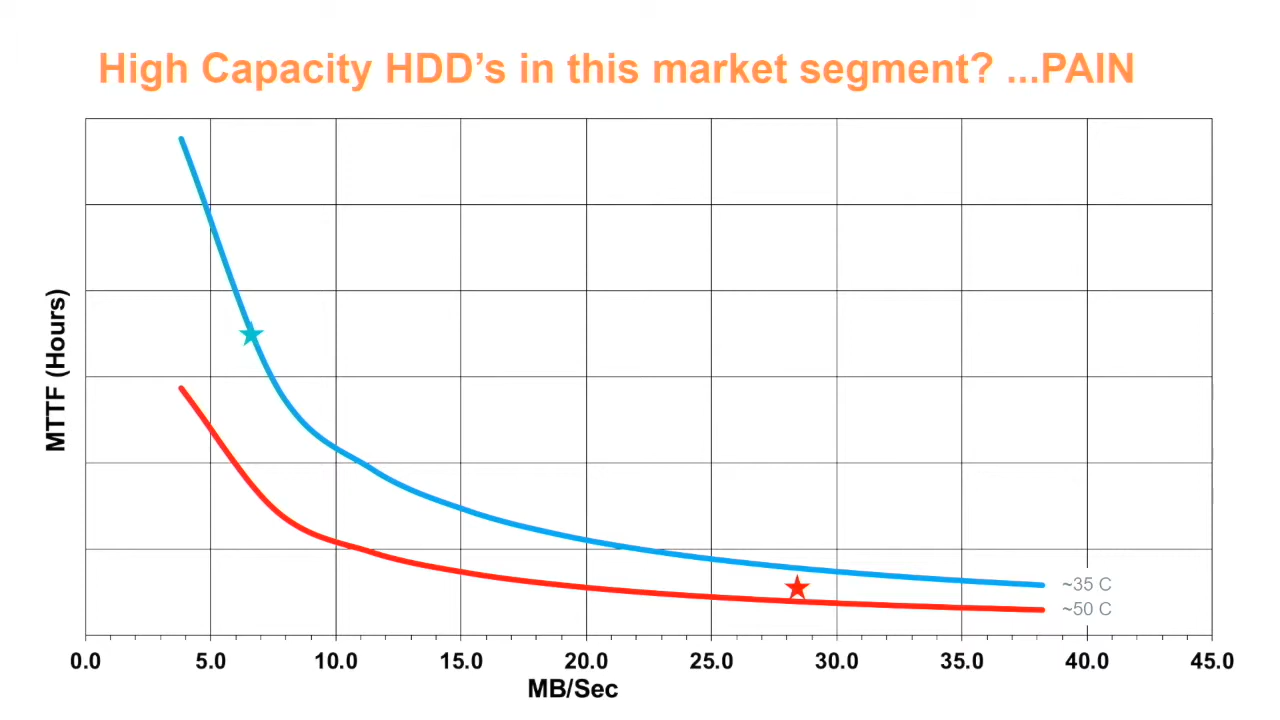 High Capacity HDD’s in this market segment? ...PAIN
MTTF (Hours)
~35 C
~50 C
0.0 5.0 10.0 15.0 20.0 25.0 30.0 35.0 40.0 45.0
MB/Sec